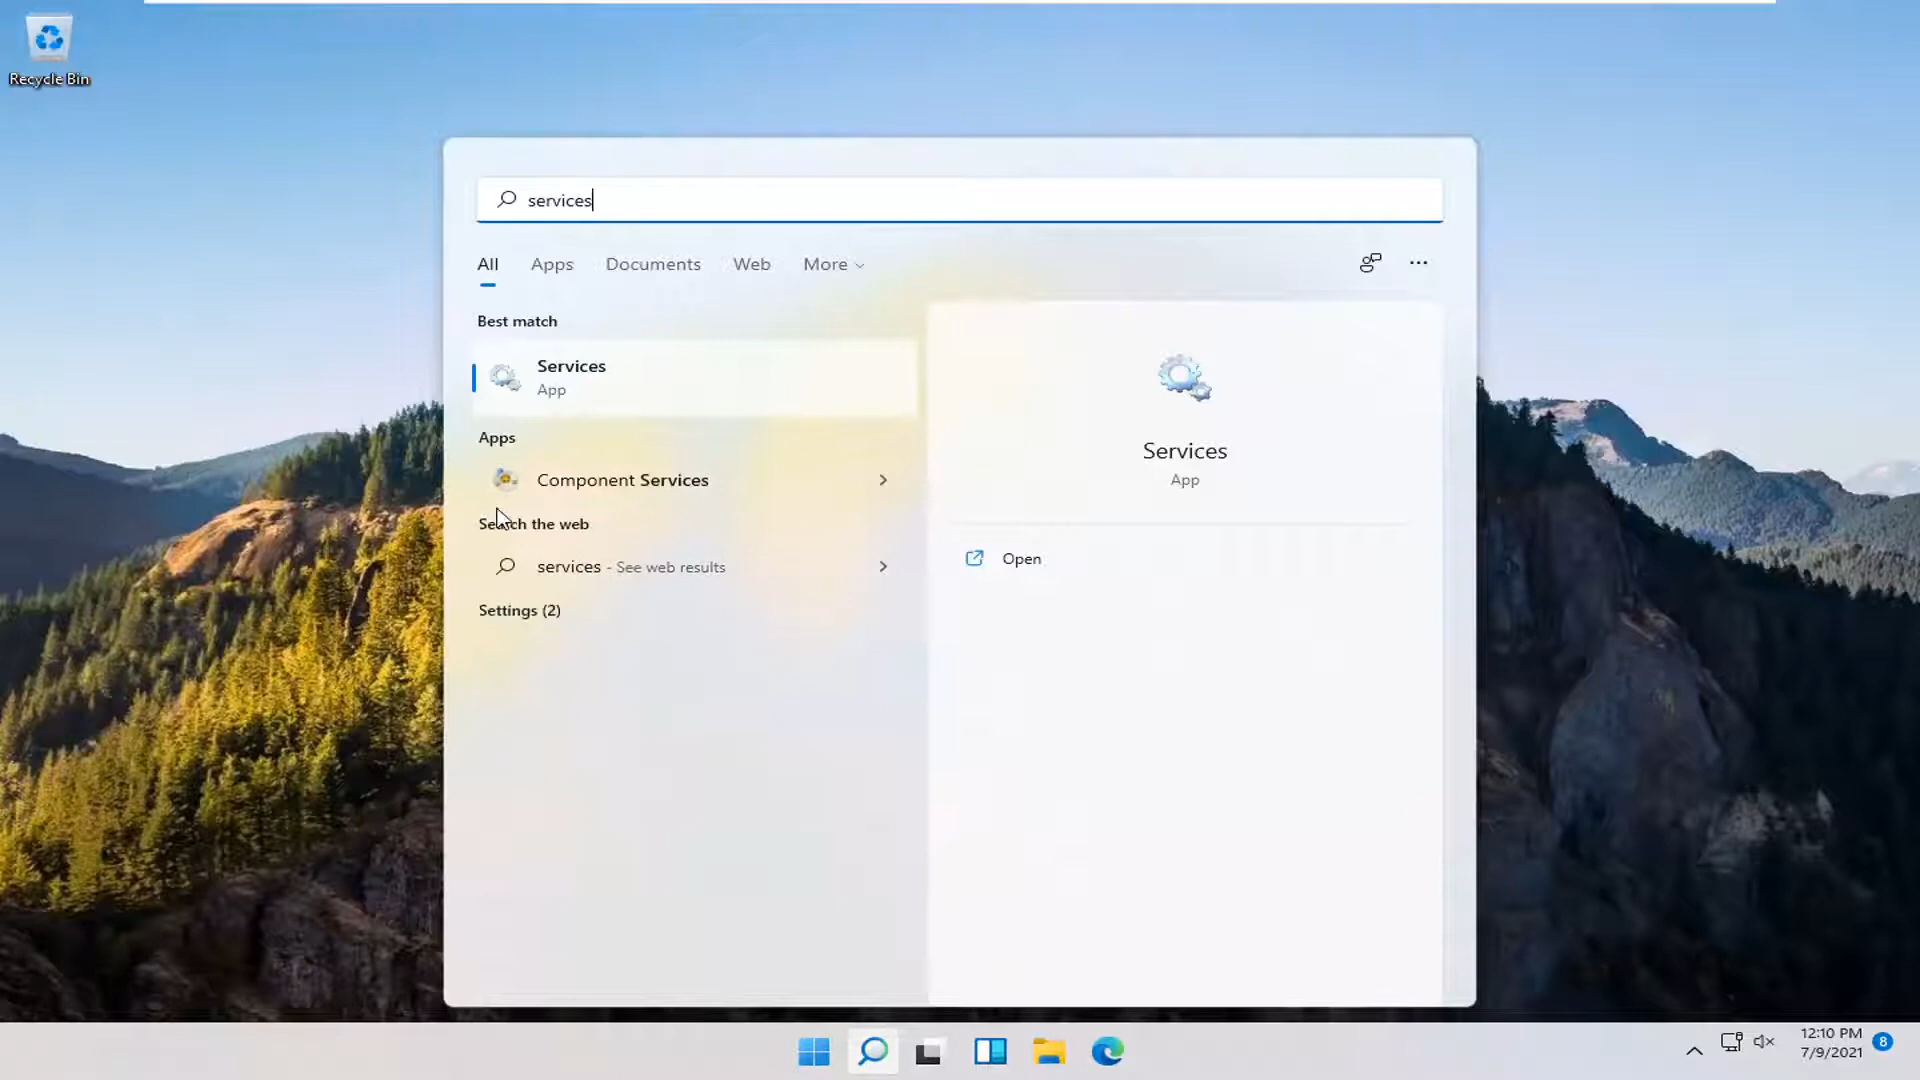 Recycle Bin
services
All Apps Documents Web More
Best match
Services
App
Apps
Component Services
Search the web
services - See web results
Settings (2)
Services
App
Open
12:10 PM
7/9/2021
8